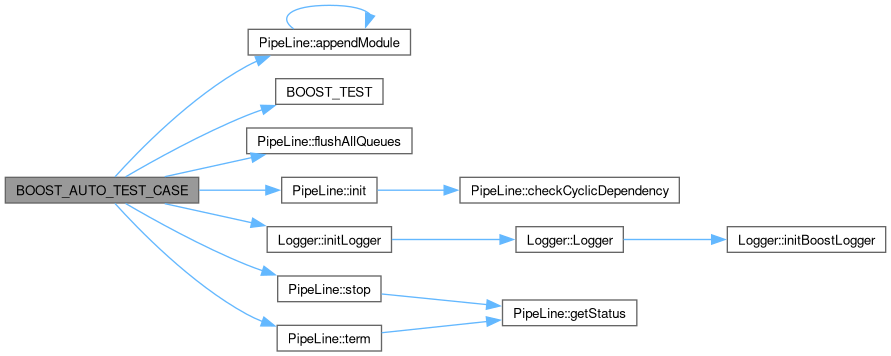 PipeLine::appendModule
BOOST_TEST
PipeLine::flushAllQueues
BOOST_AUTO_TEST_CASE
PipeLine::init
PipeLine::checkCyclicDependency
Logger::initLogger
Logger::Logger
Logger::initBoostLogger
PipeLine::stop
PipeLine::getStatus
PipeLine::term